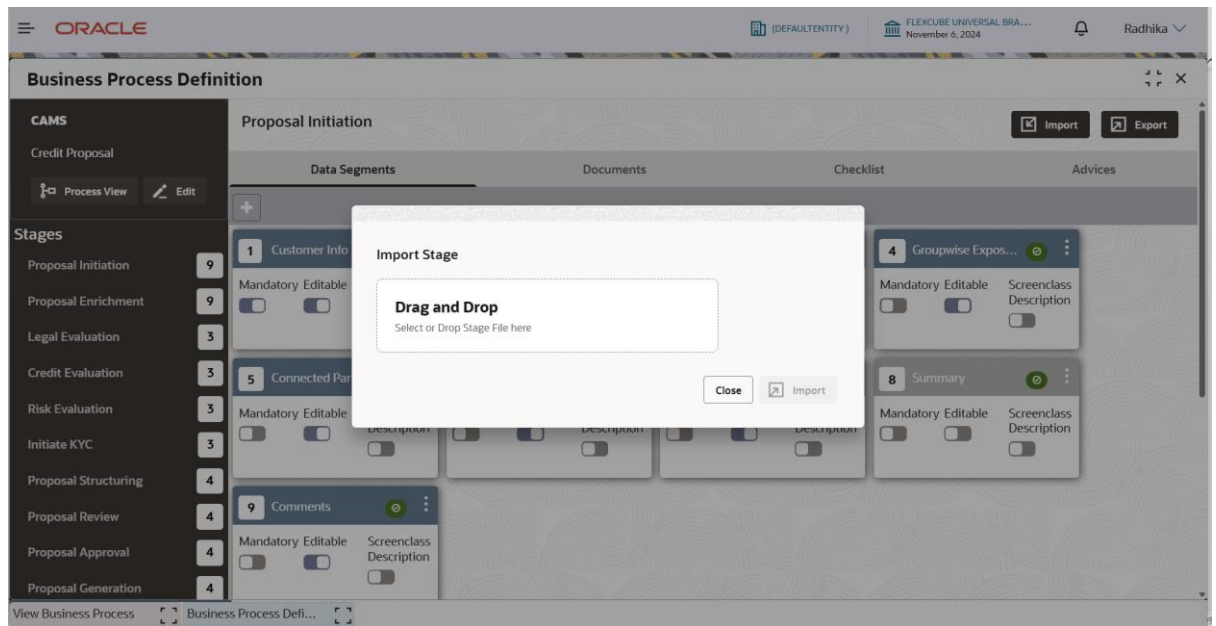 ORACLE
(DEFAULTENTITY)
FLEXCUBE UNIVERSAL BRA...
November 6, 2024
Radhika
Business Process Definition
CAMS
Credit Proposal
Process View
Edit
Stages
Proposal Initiation 9
Proposal Enrichment 9
Legal Evaluation 3
Credit Evaluation 3
Risk Evaluation 3
Initiate KYC 3
Proposal Structuring 4
Proposal Review 4
Proposal Approval 4
Proposal Generation 4
Proposal Initiation
Import
Export
Data Segments
Documents
Checklist
Advices
1 Customer Info
Mandatory Editable
4 Groupwise Expos...
Mandatory Editable Screenclass
Description
Import Stage
Drag and Drop
Select or Drop Stage File here
Close
Import
5 Connected Par
Mandatory Editable
Description
Description
Description
8 Summary
Mandatory Editable Screenclass
Description
9 Comments
Mandatory Editable Screenclass
Description
View Business Process
Business Process Defi...